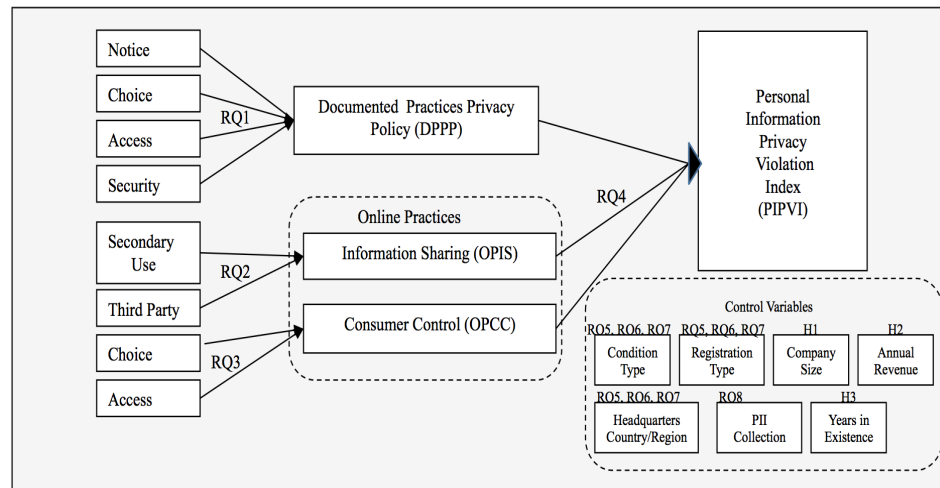 Notice
Choice
RQ1
Access
Security
Documented Practices Privacy
Policy (DPPP)
Personal
Information
Privacy
Violation
Index
(PIPVI)
Secondary
Use
RQ2
Third Party
Choice
RQ3
Access
Online Practices
Information Sharing (OPIS)
Consumer Control (OPCC)
RQ4
Control Variables
RQ5, RQ6, RQ7
Condition
Type
RQ5, RQ6, RQ7
Registration
Type
H1
Company
Size
H2
Annual
Revenue
RQ5, RQ6, RQ7
Headquarters
Country/Region
RQ8
PII
Collection
H3
Years in
Existence